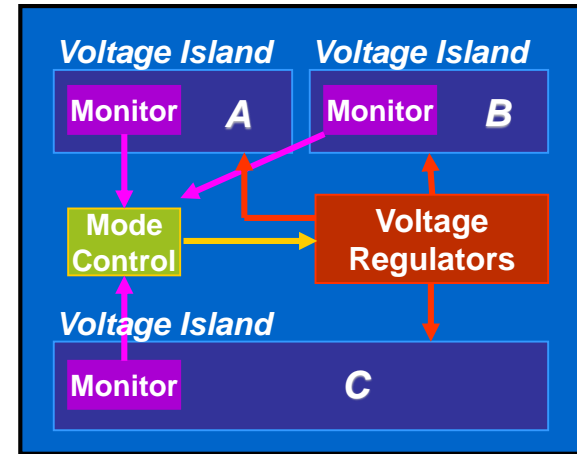 Voltage Island
Voltage Island
Monitor
A
Monitor
B
Mode
Control
Voltage
Regulators
Voltage Island
Monitor
C